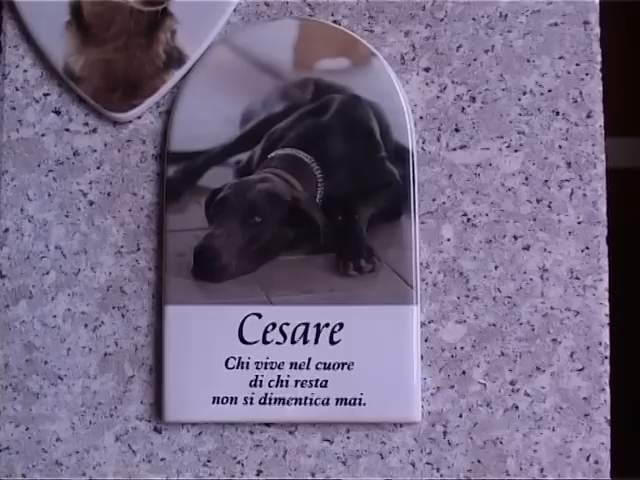 Cesare
Chi vive nel cuore
di chi resta
non si dimentica mai.